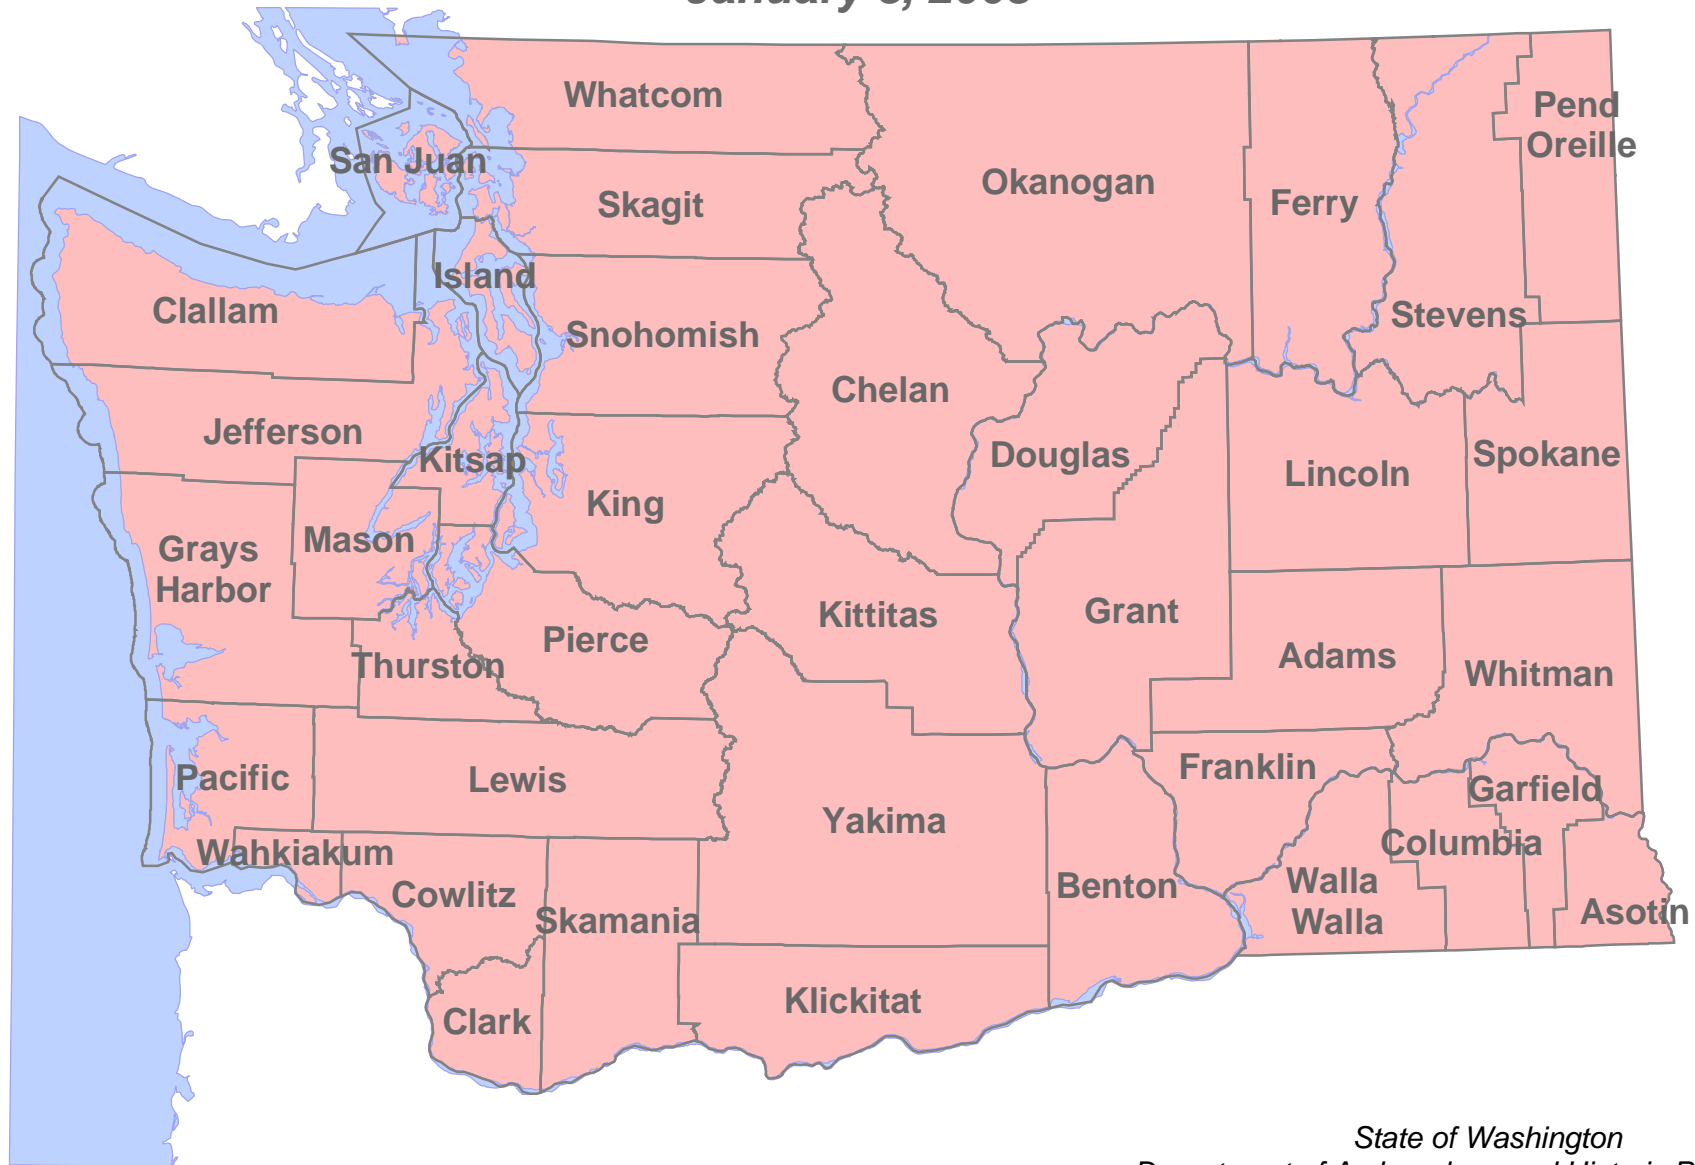 Whatcom
Pend
Oreille
San Juan
Okanogan
Skagit
Ferry
Island
Clallam
Stevens
Snohomish
Chelan
Jefferson
Douglas
Kitsap
Spokane
Lincoln
King
Mason
Grays
Harbor
Grant
Kittitas
Pierce
Adams
Thurston
Whitman
Franklin
Pacific
Lewis
Garfield
Yakima
Columbia
Wahkiakum
Walla
Walla
Benton
Cowlitz
Asotin
Skamania
Klickitat
Clark
State of Washington